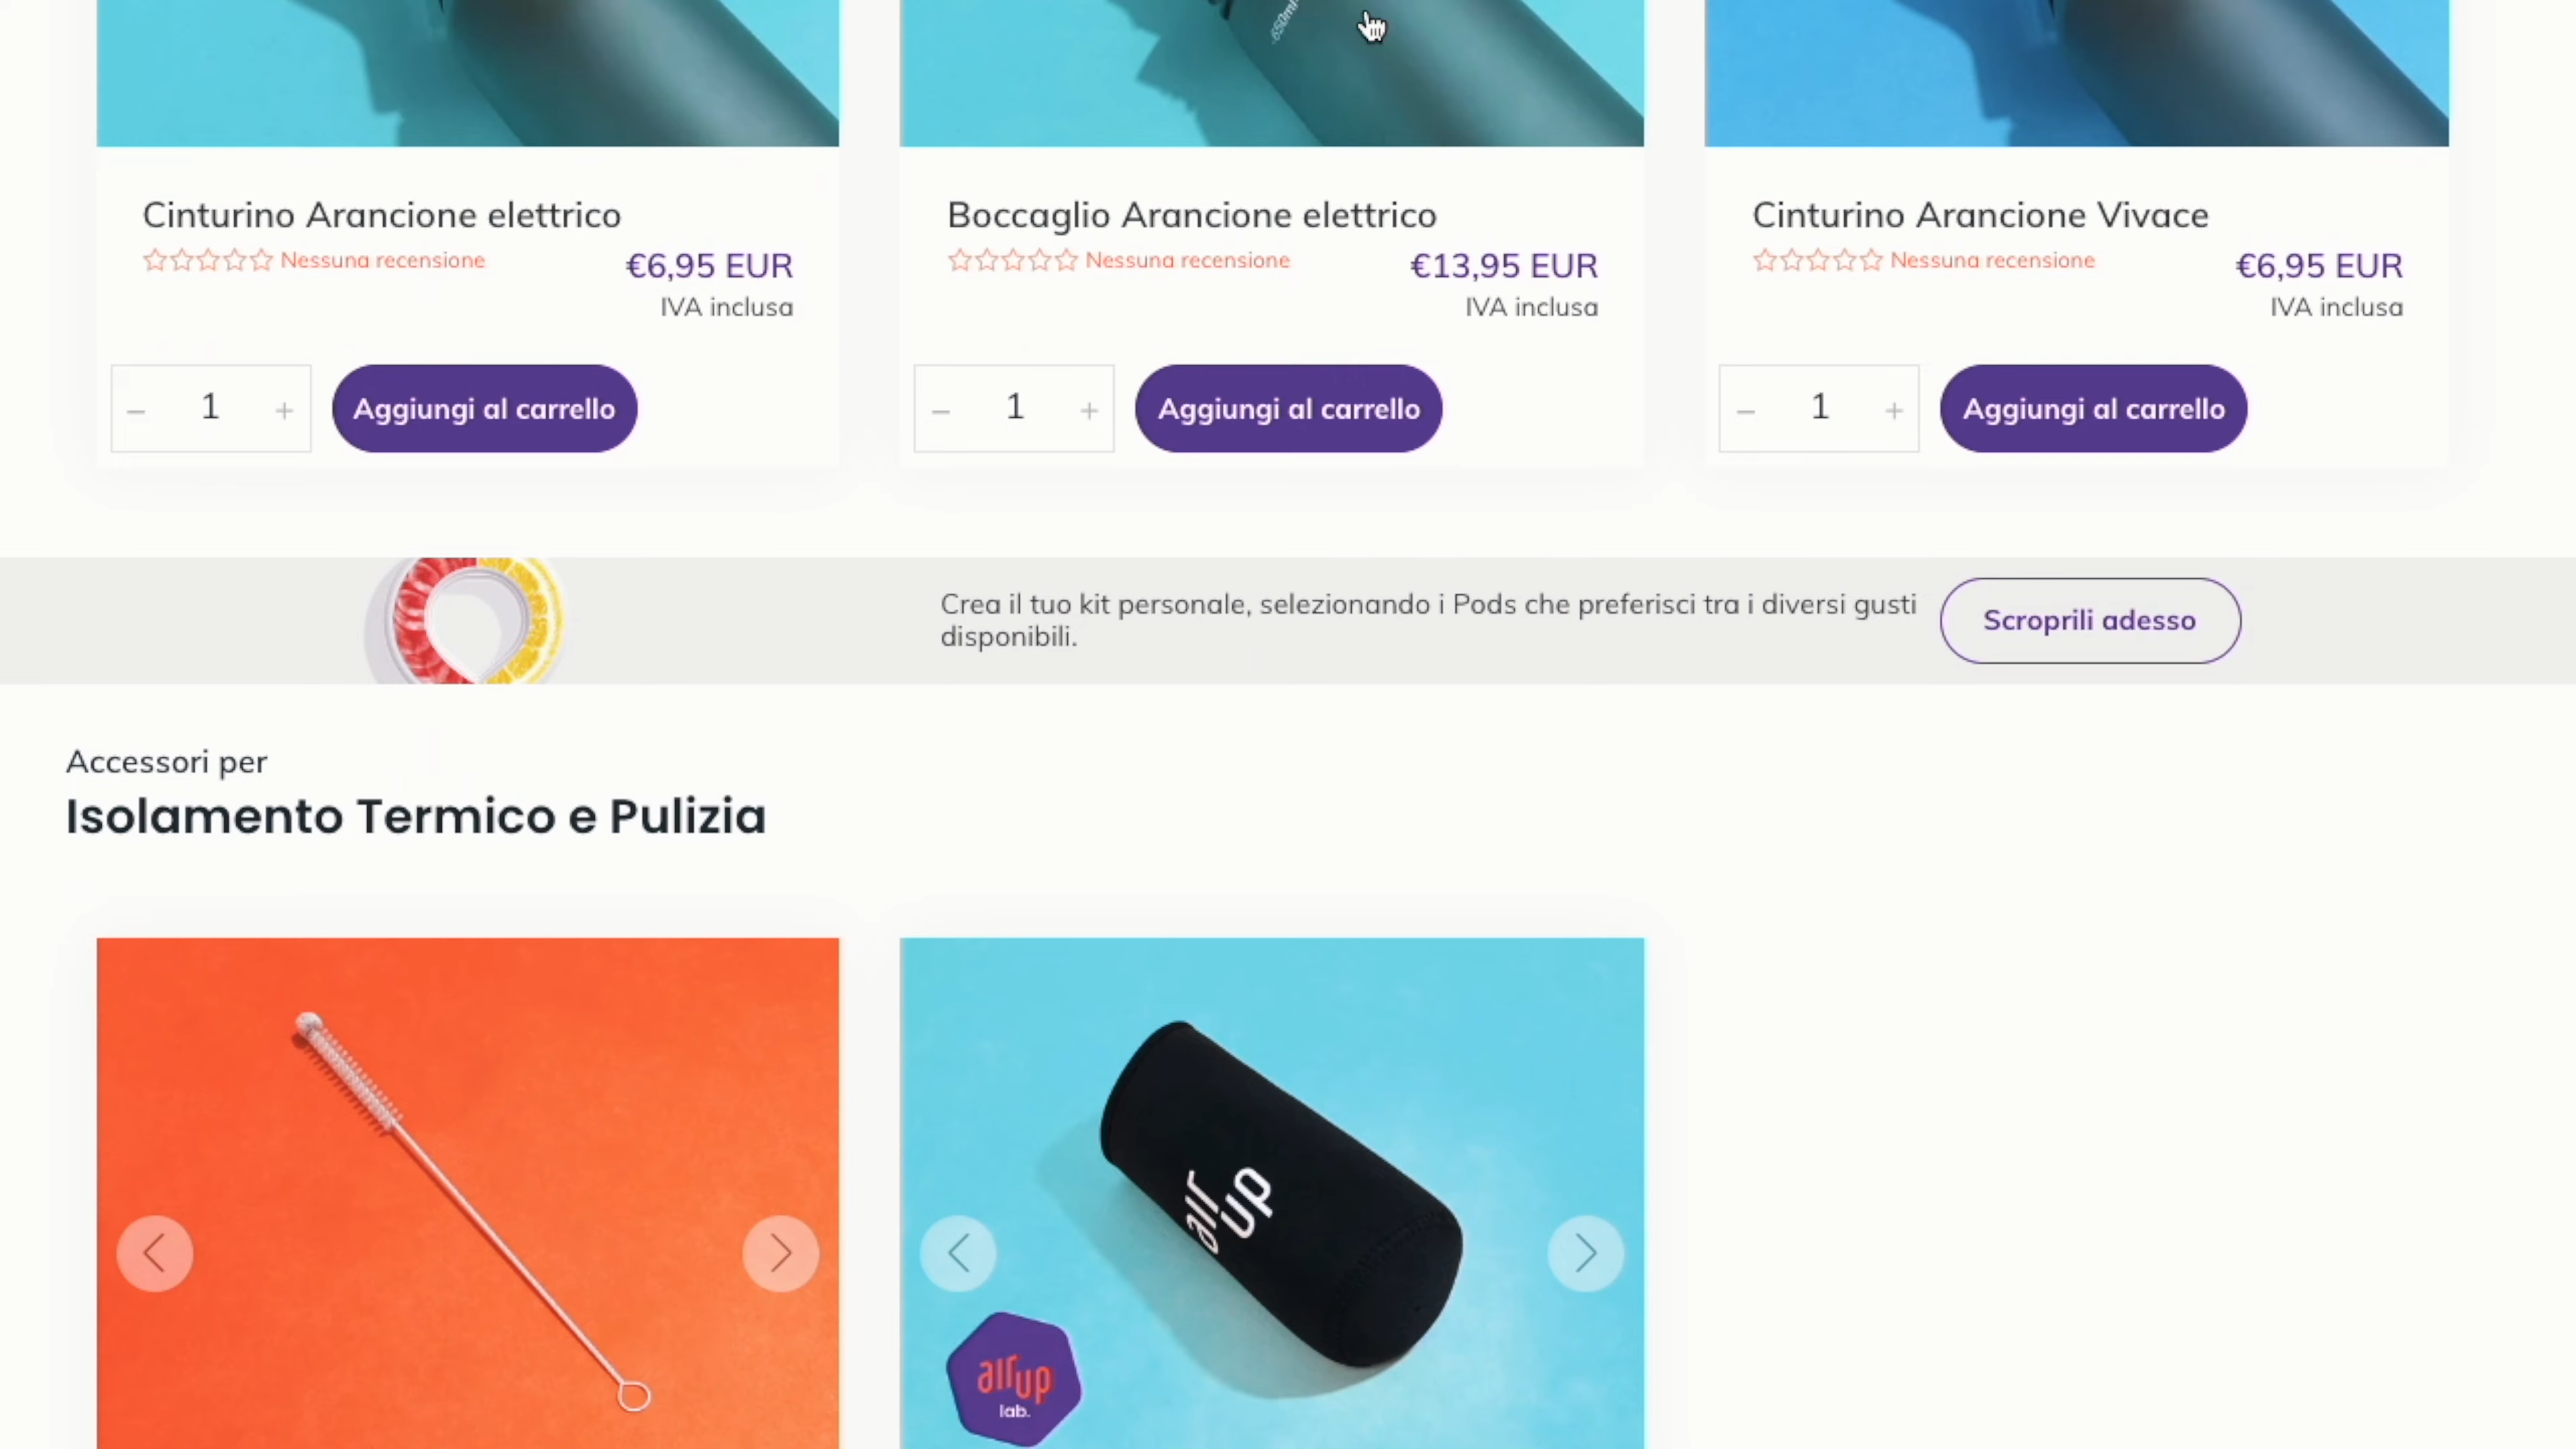 650ml
Cinturino Arancione elettrico
Nessuna recensione
€6,95 EUR
IVA inclusa
1
Aggiungi al carrello
Boccaglio Arancione elettrico
Nessuna recensione
€13,95 EUR
IVA inclusa
1
Aggiungi al carrello
Cinturino Arancione Vivace
Nessuna recensione
€6,95 EUR
IVA inclusa
1
Aggiungi al carrello
Crea il tuo kit personale, selezionando i Pods che preferisci tra i diversi gusti
disponibili.
Scroprili adesso
Accessori per
Isolamento Termico e Pulizia
air
up
air up
lab.